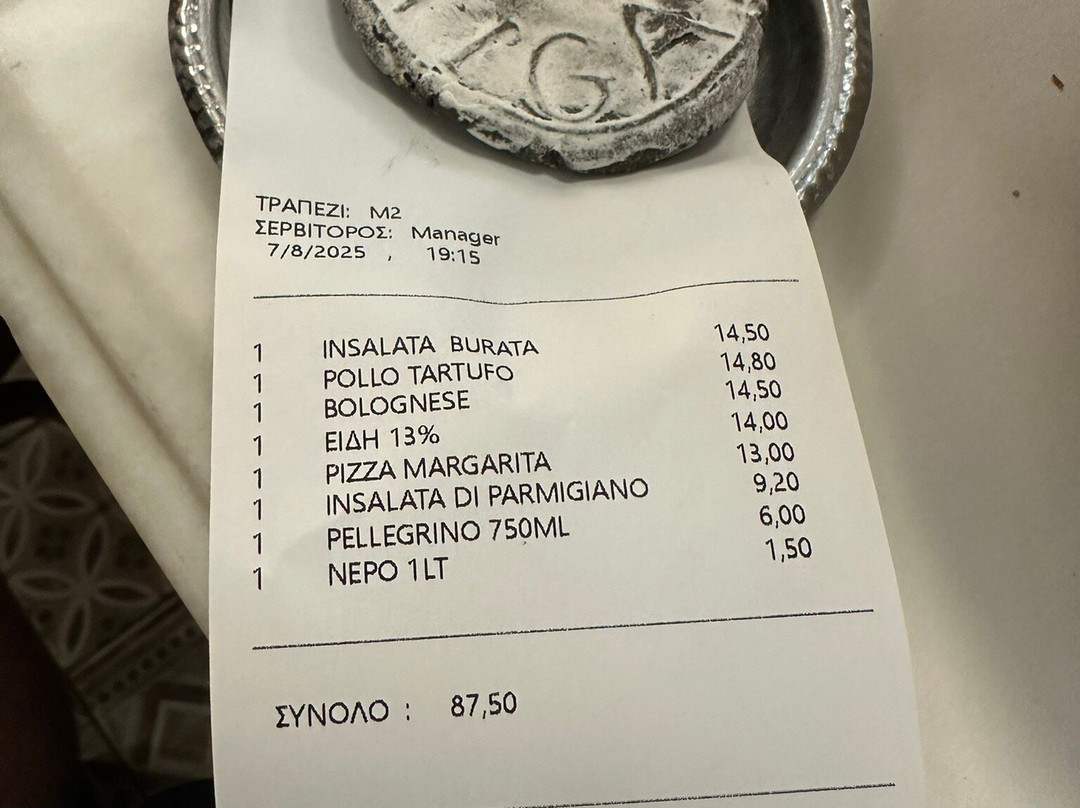 ΤΡΑΠΕΖΙ: M2
ΣΕΡΒΙΤΟΡΟΣ: Manager
7/8/2025 , 19:15
1 INSALATA BURATA 14,50
1 POLLO TARTUFO 14,80
1 BOLOGNESE 14,50
1 ΕΙΔΗ 13% 14,00
1 PIZZA MARGARITA 13,00
1 INSALATA DI PARMIGIANO 9,20
1 PELLEGRINO 750ML 6,00
1 ΝΕΡΟ 1LT 1,50
ΣΥΝΟΛΟ : 87,50